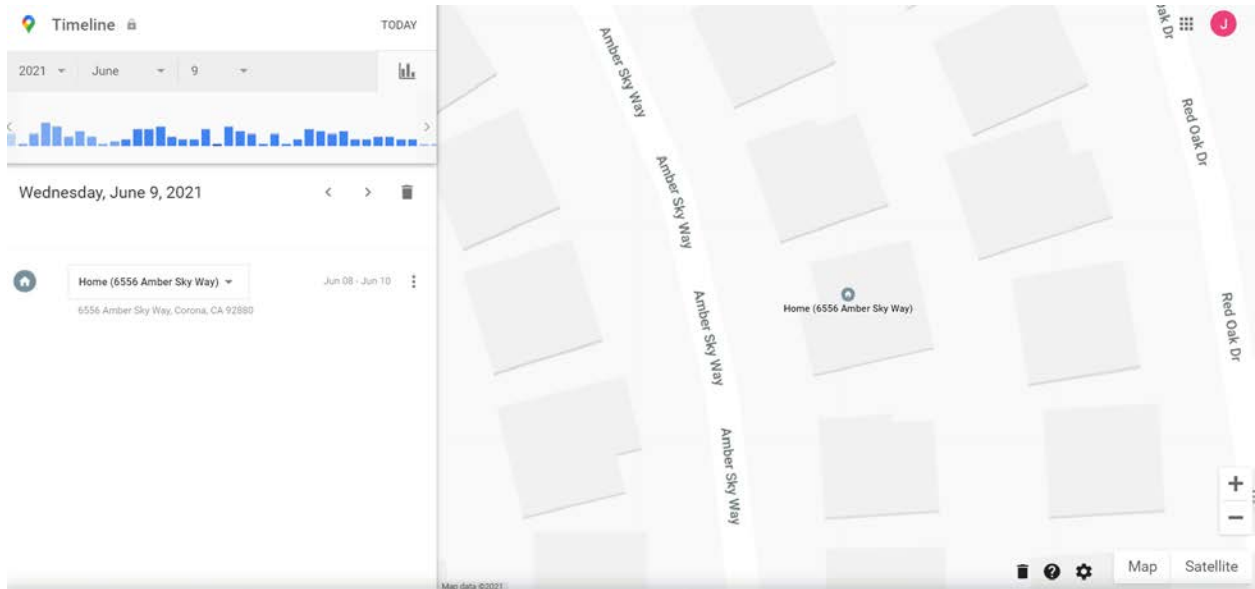 Timeline
TODAY
2021 June 9
Wednesday, June 9, 2021
Home (6556 Amber Sky Way)
Jun 08 - Jun 10
6556 Amber Sky Way, Corona, CA 92880
Amber Sky Way
Amber Sky Way
Amber Sky Way
Amber Sky Way
Home (6556 Amber Sky Way)
ak Dr
Red Oak Dr
Red Oak Dr
J
Map Satellite
Map data ©2021